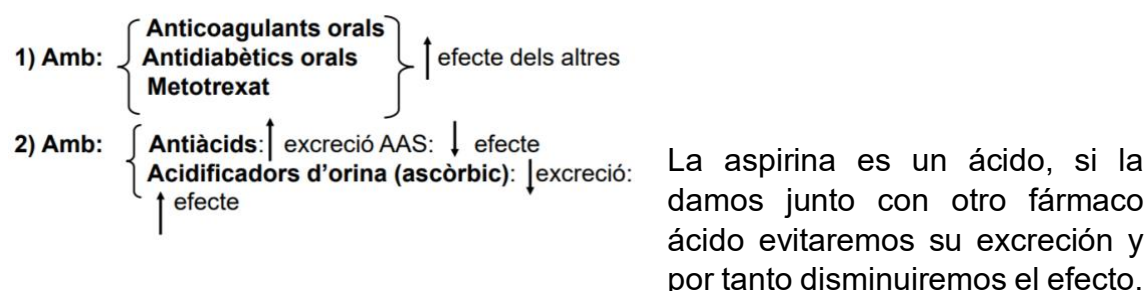 Anticoagulants orals
1) Amb: Antidiabètics orals efecte dels altres
Metotrexat
2) Amb: Antiàcids: excreció AAS: efecte
Acidificadors d'orina (ascòrbic): excreció:
efecte
La aspirina es un ácido, si la
damos junto con otro fármaco
ácido evitaremos su excreción y
por tanto disminuiremos el efecto.